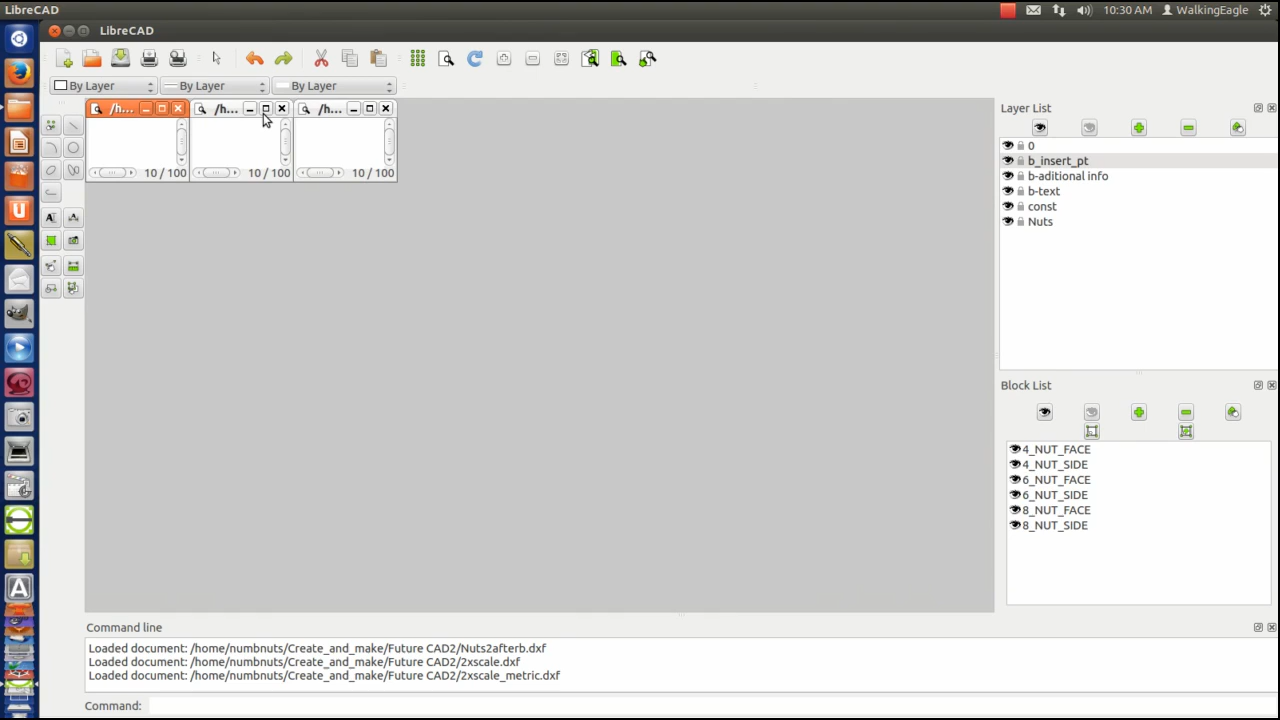 LibreCAD
10:30 AM WalkingEagle
LibreCAD
By Layer By Layer By Layer
/h... /h... /h...
10 / 100 10 / 100 10 / 100
Layer List
0
b_insert_pt
b-aditional info
b-text
const
Nuts
Block List
4_NUT_FACE
4_NUT_SIDE
6_NUT_FACE
6_NUT_SIDE
8_NUT_FACE
8_NUT_SIDE
Command line
Loaded document: /home/numbnuts/Create_and_make/Future CAD2/Nuts2afterb.dxf
Loaded document: /home/numbnuts/Create_and_make/Future CAD2/2xscale.dxf
Loaded document: /home/numbnuts/Create_and_make/Future CAD2/2xscale_metric.dxf
Command: